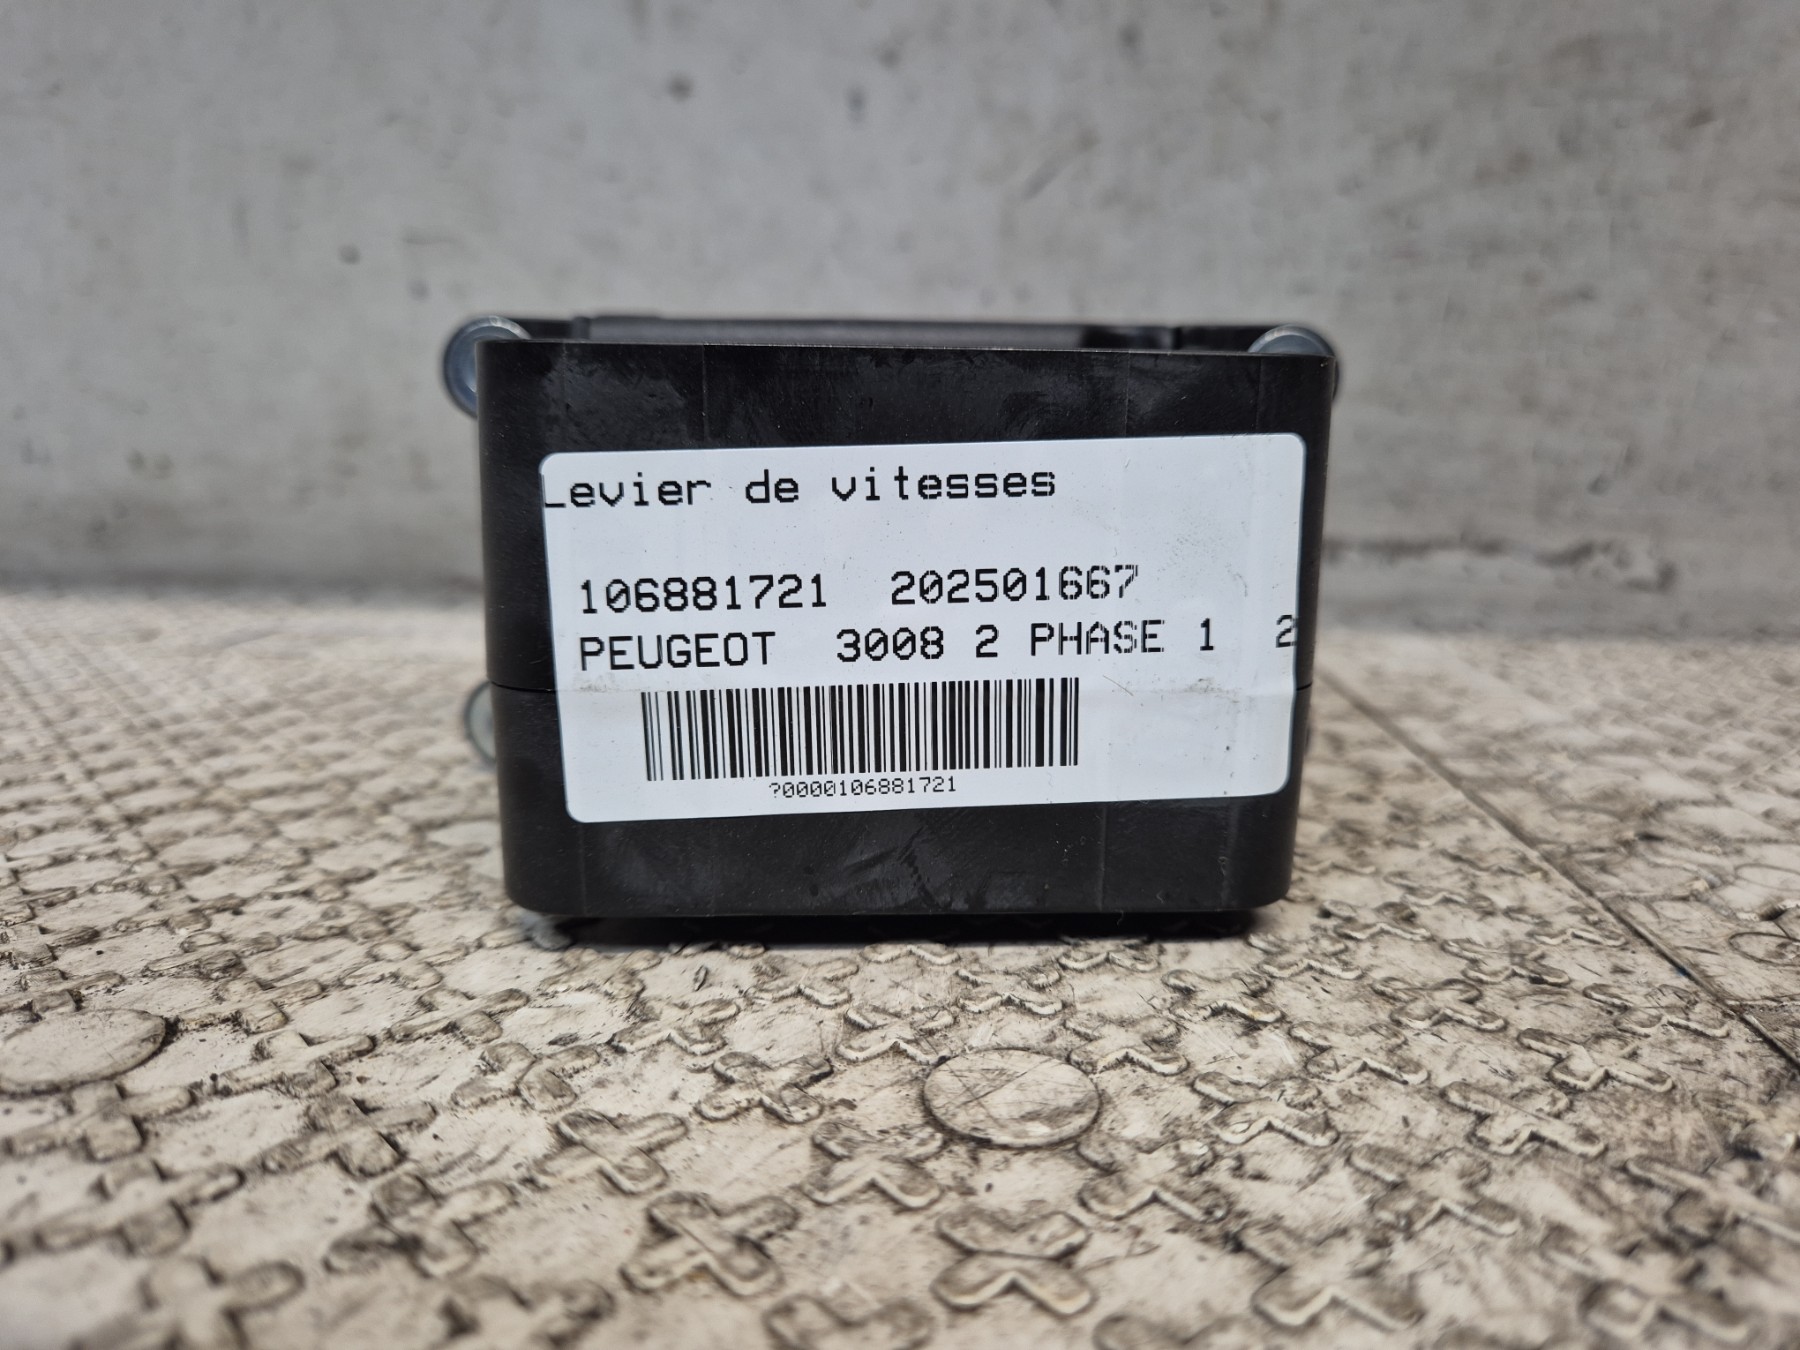 Levier de vitesses
106881721 202501667
PEUGEOT 3008 2 PHASE 1 2
?0000106881721